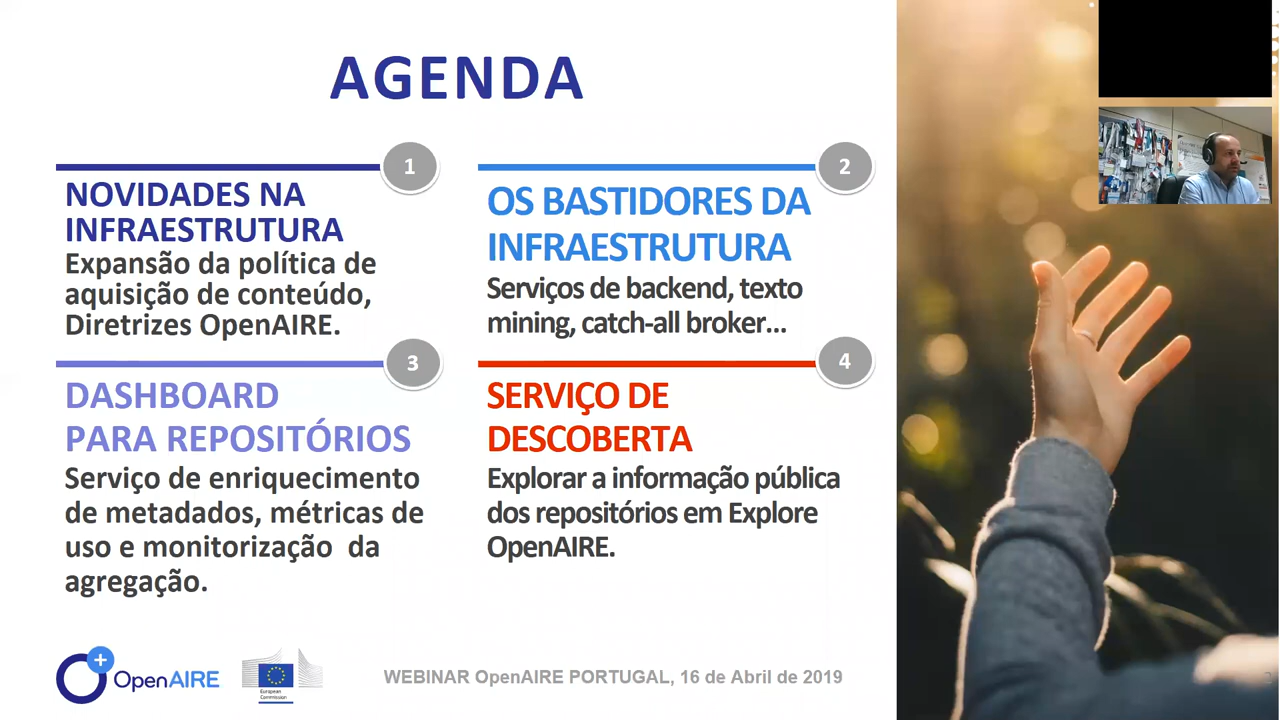 AGENDA
1
NOVIDADES NA
INFRAESTRUTURA
Expansão da política de
aquisição de conteúdo,
Diretrizes OpenAIRE.
2
OS BASTIDORES DA
INFRAESTRUTURA
Serviços de backend, texto
mining, catch-all broker...
3
DASHBOARD
PARA REPOSITÓRIOS
Serviço de enriquecimento
de metadados, métricas de
uso e monitorização da
agregação.
4
SERVIÇO DE
DESCOBERTA
Explorar a informação pública
dos repositórios em Explore
OpenAIRE.
OpenAIRE
European
Commission
WEBINAR OpenAIRE PORTUGAL, 16 de Abril de 2019